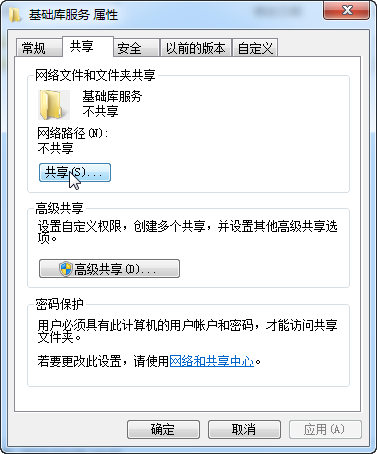 基础库服务 属性
常规
共享
安全
以前的版本
自定义
网络文件和文件夹共享
基础库服务
不共享
网络路径(N):
不共享
共享(S)...
高级共享
设置自定义权限，创建多个共享，并设置其他高级共享选
项。
高级共享(D)...
密码保护
用户必须具有此计算机的用户帐户和密码，才能访问共享
文件夹。
若要更改此设置，请使用网络和共享中心。
确定
取消
应用(A)